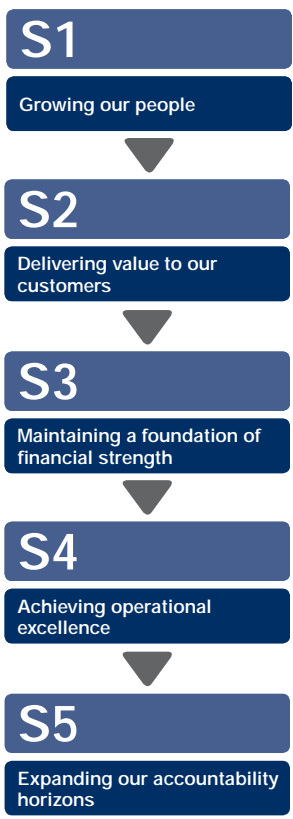 S1
Growing our people
S2
Delivering value to our
customers
S3
Maintaining a foundation of
financial strength
S4
Achieving operational
excellence
S5
Expanding our accountability
horizons